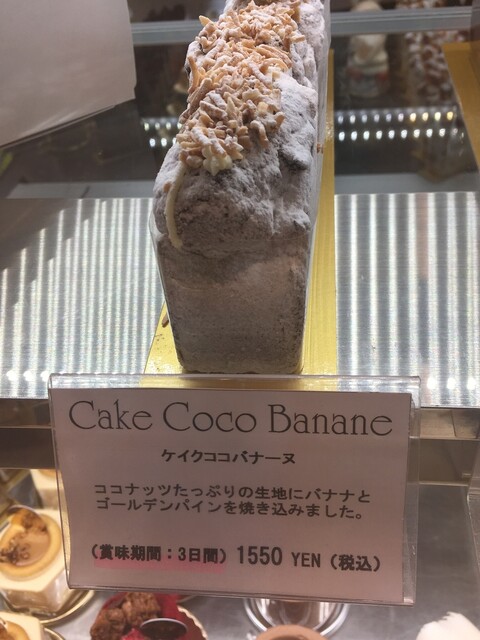 Cake Coco Banane
ケイクココバナーヌ
ココナッツたっぷりの生地にバナナと
ゴールデンパインを焼き込みました。
(賞味期間：3日間) 1550 YEN (税込)